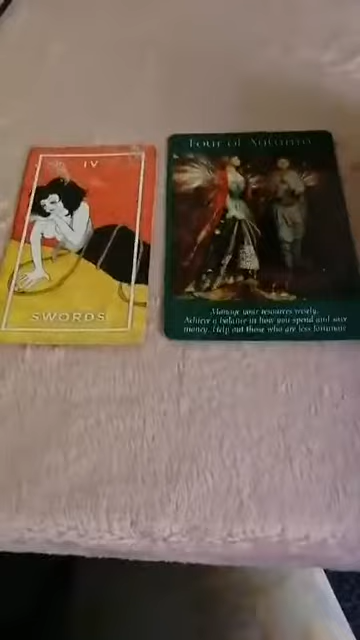 IV
SWORDS
Four of Autumn
Manage your resources wisely.
Achieve a balance in how you spend and save
money. Help out those who are less fortunate